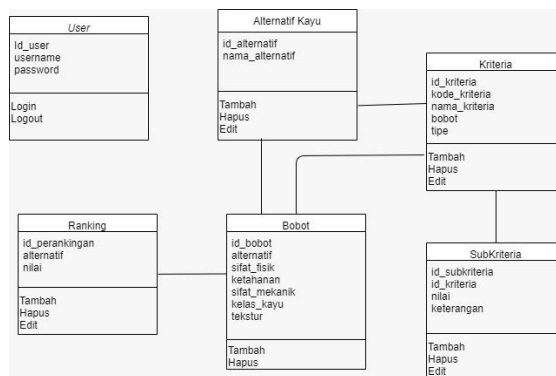 User
Id_user
username
password
Login
Logout
Alternatif Kayu
id_alternatif
nama_alternatif
Tambah
Hapus
Edit
Kriteria
id_kriteria
kode_kriteria
nama_kriteria
bobot
tipe
Tambah
Hapus
Edit
Ranking
id_perankingan
alternatif
nilai
Tambah
Hapus
Edit
Bobot
id_bobot
alternatif
sifat_fisik
ketahanan
sifat_mekanik
kelas_kayu
tekstur
Tambah
Hapus
SubKriteria
id_subkriteria
id_kriteria
nilai
keterangan
Tambah
Hapus
Edit